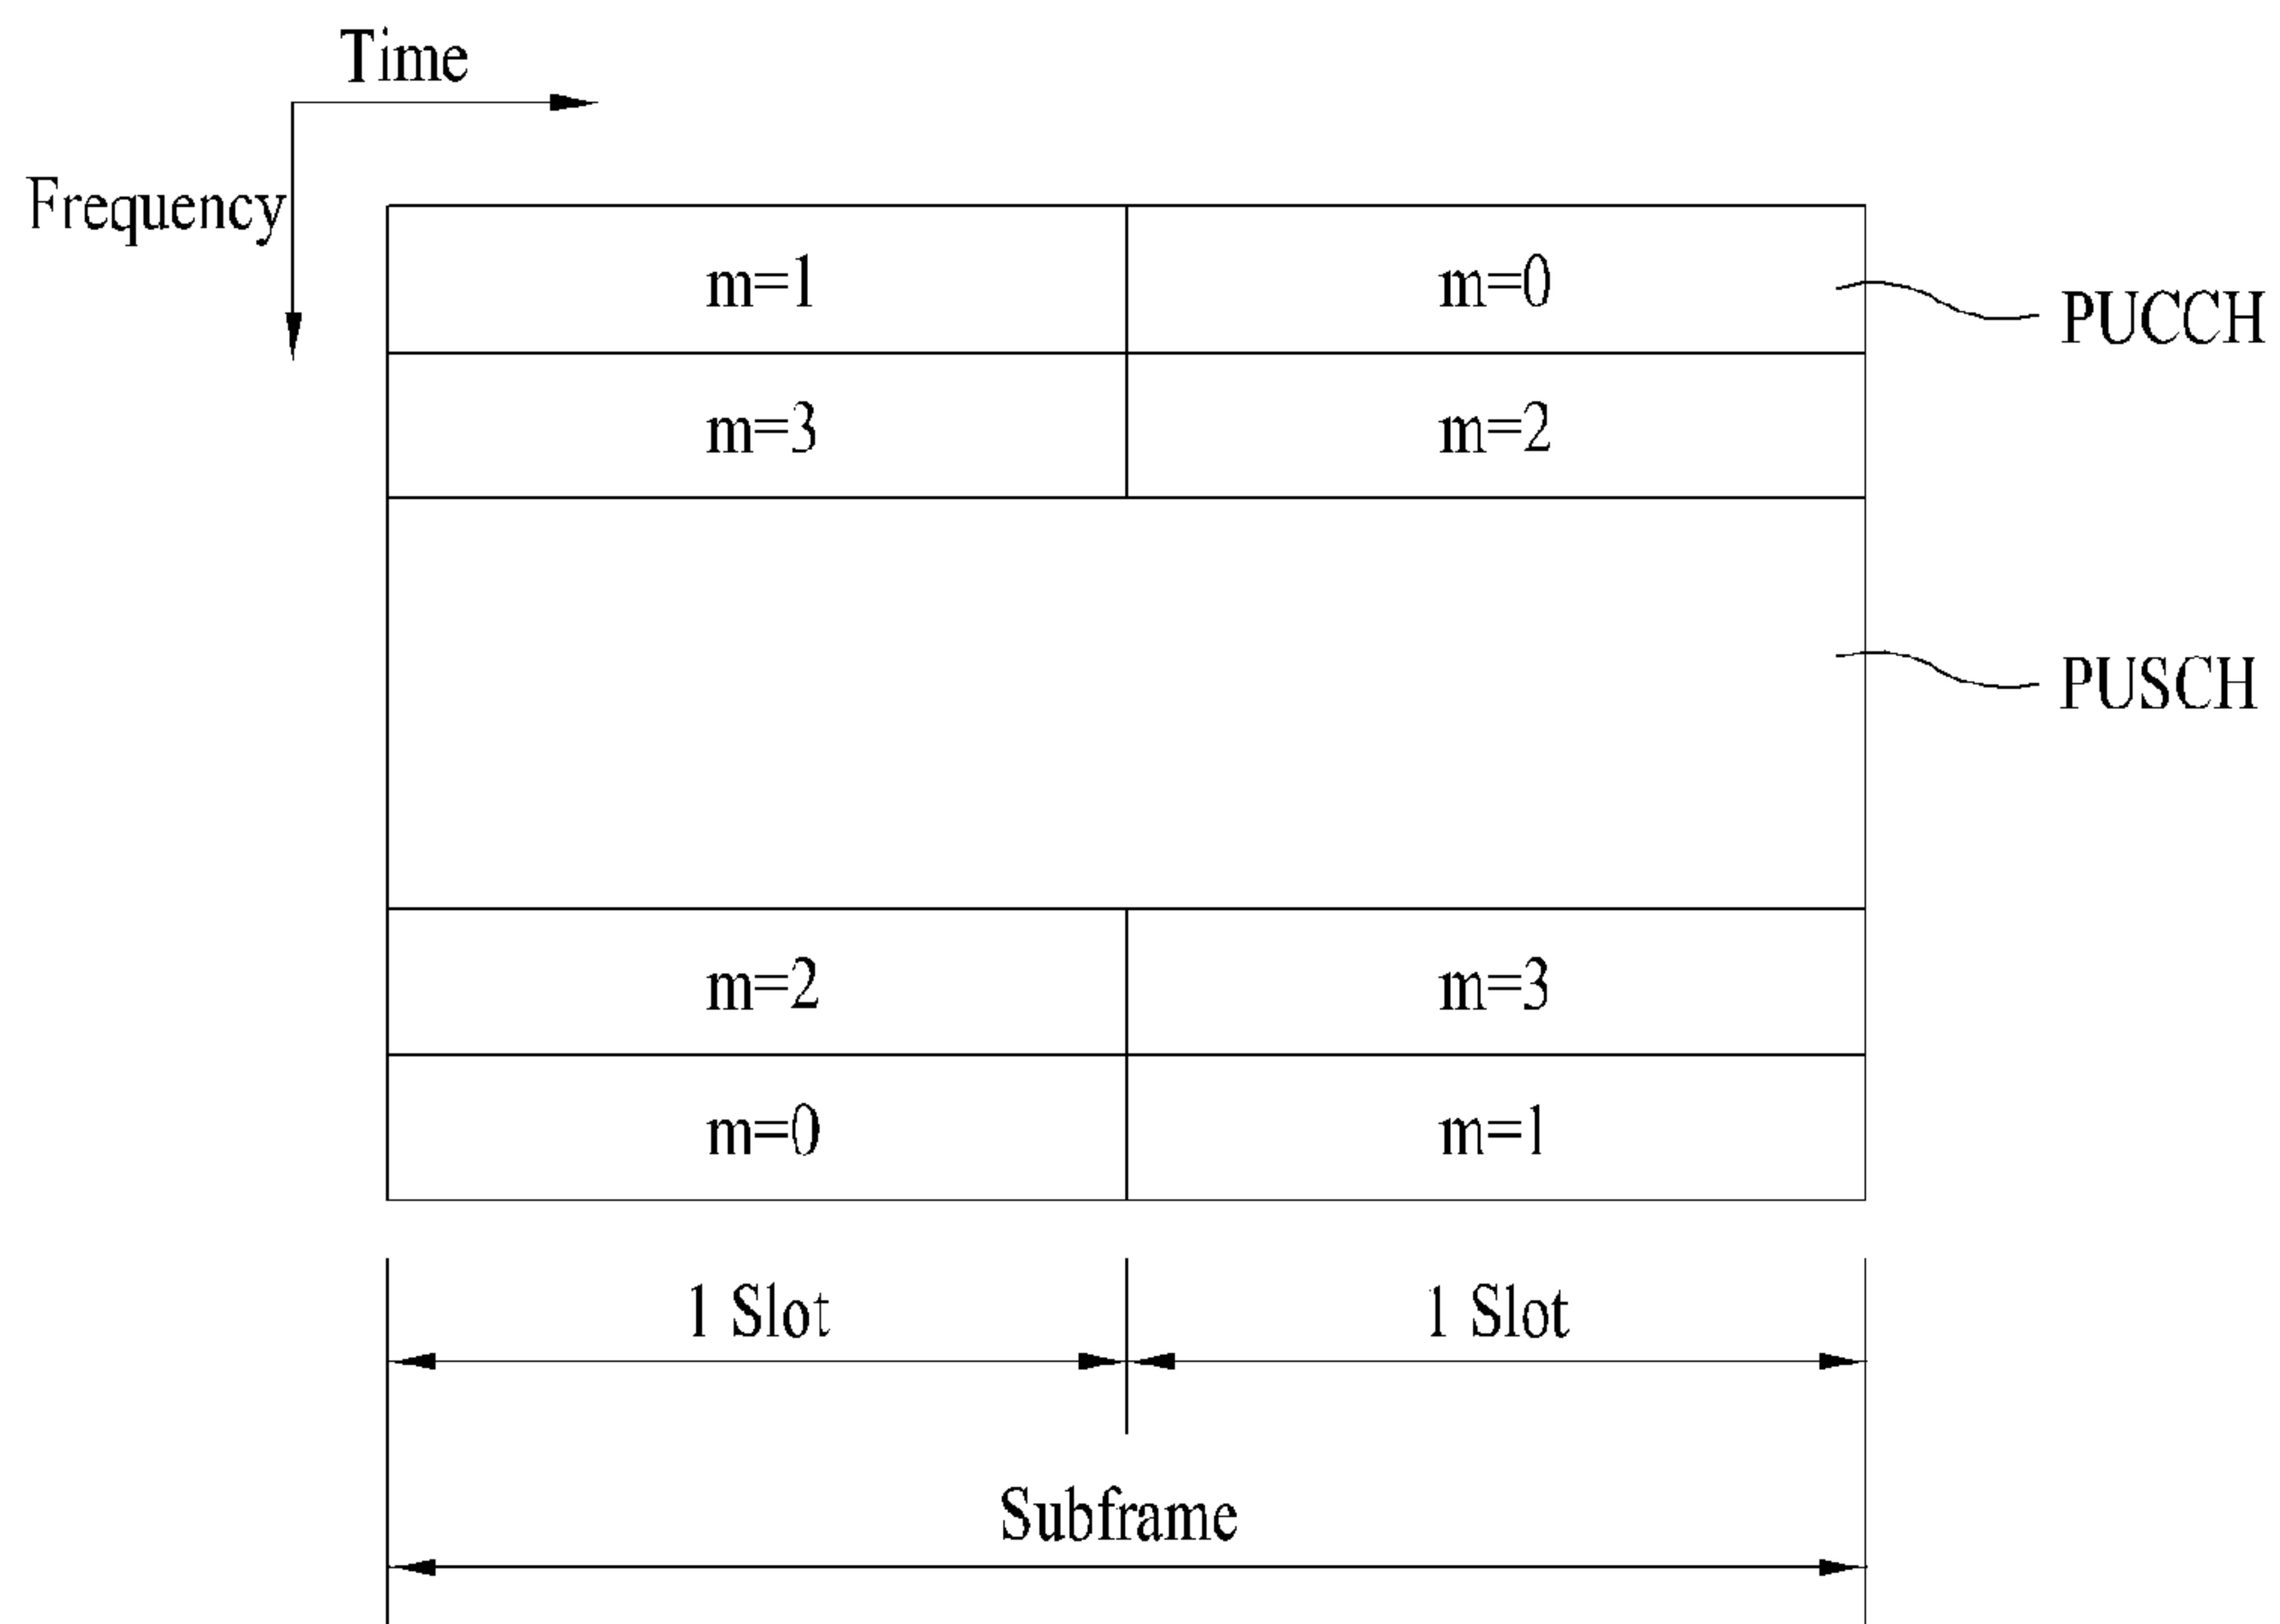 Time
Frequency
m=1 m=0
PUCCH
m=3 m=2
PUSCH
m=2 m=3
m=0 m=1
1 Slot 1 Slot
Subframe